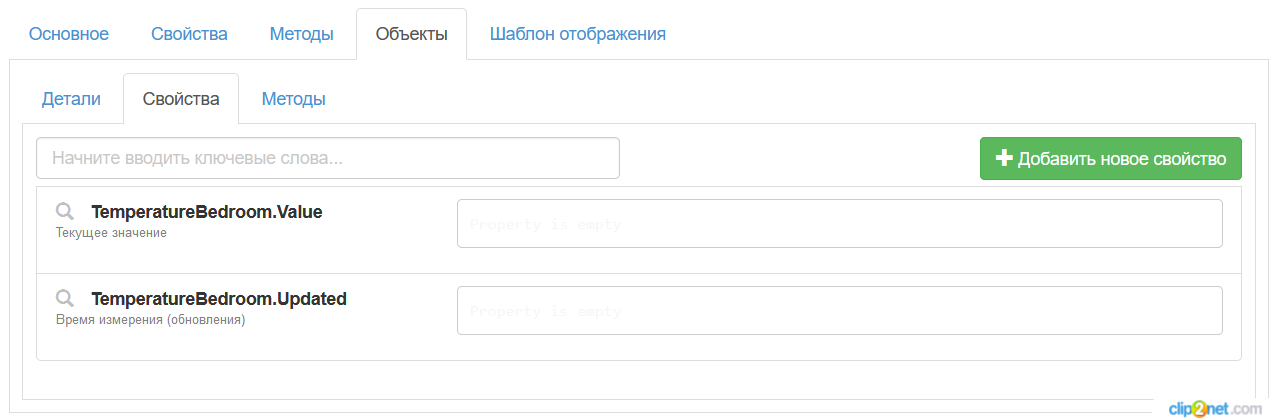 Основное Свойства Методы Объекты Шаблон отображения
Детали Свойства Методы
Начните вводить ключевые слова... Добавить новое свойство
TemperatureBedroom.Value
Property is empty
Текущее значение
TemperatureBedroom.Updated
Property is empty
Время измерения (обновления)
clip2net.com